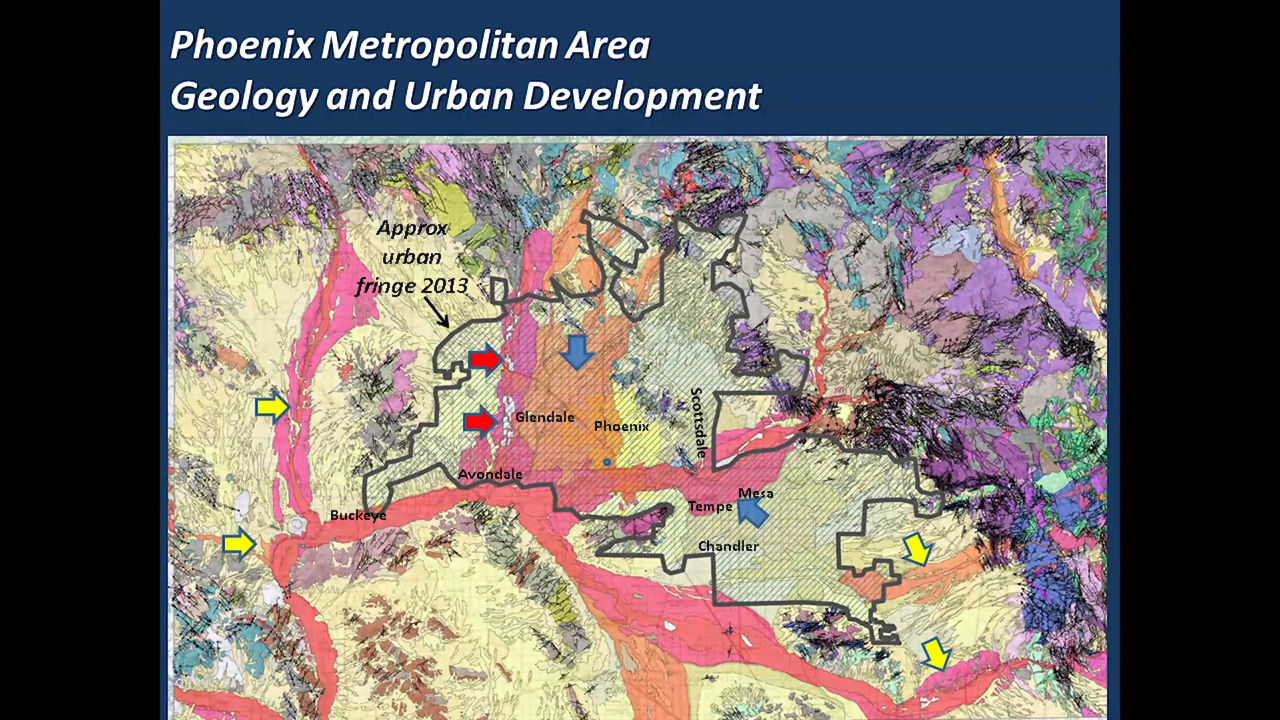 Phoenix Metropolitan Area
Geology and Urban Development
Approx
urban
fringe 2013
Glendale
Phoenix
Scottsdale
Avondale
Mesa
Tempe
Buckeye
Chandler